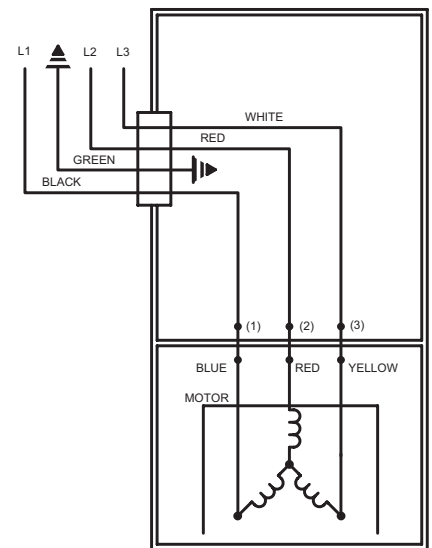 L1 L2 L3
WHITE
RED
GREEN
BLACK
(1) (2) (3)
BLUE RED YELLOW
MOTOR